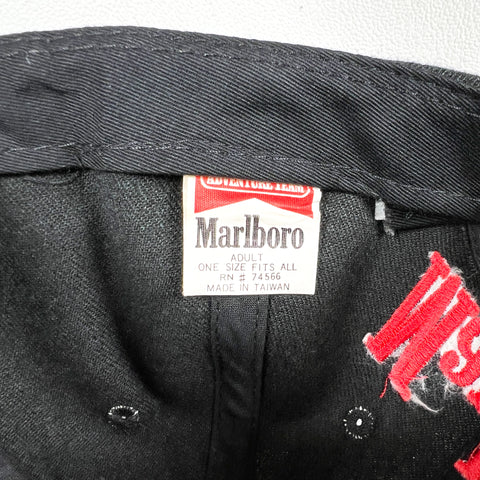 ADVENTURE TEAM
Marlboro
ADULT
ONE SIZE FITS ALL
RN # 74566
MADE IN TAIWAN